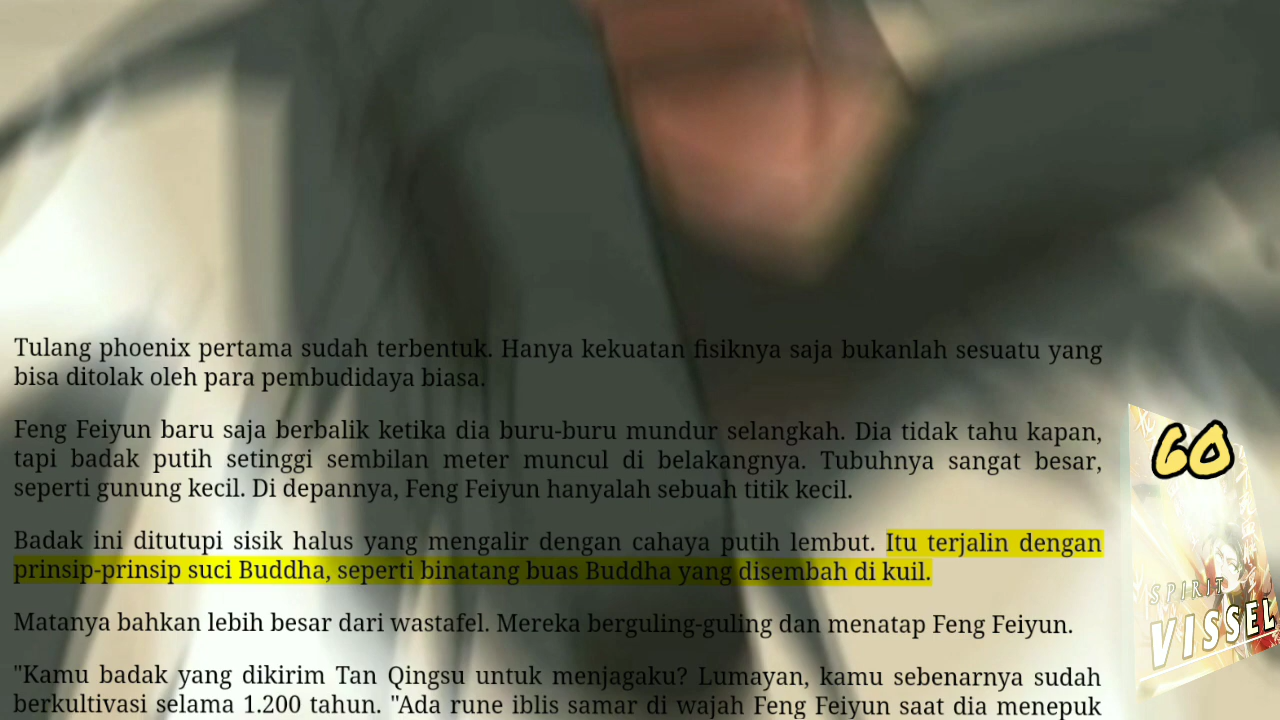 Tulang phoenix pertama sudah terbentuk. Hanya kekuatan fisiknya saja bukanlah sesuatu yang
bisa ditolak oleh para pembudidaya biasa.
Feng Feiyun baru saja berbalik ketika dia buru-buru mundur selangkah. Dia tidak tahu kapan,
tapi badak putih setinggi sembilan meter muncul di belakangnya. Tubuhnya sangat besar,
seperti gunung kecil. Di depannya, Feng Feiyun hanyalah sebuah titik kecil.
Badak ini ditutupi sisik halus yang mengalir dengan cahaya putih lembut. Itu terjalin dengan
prinsip-prinsip suci Buddha, seperti binatang buas Buddha yang disembah di kuil.
Matanya bahkan lebih besar dari wastafel. Mereka berguling-guling dan menatap Feng Feiyun.
"Kamu badak yang dikirim Tan Qingsu untuk menjagaku? Lumayan, kamu sebenarnya sudah
berkultivasi selama 1.200 tahun. "Ada rune iblis samar di wajah Feng Feiyun saat dia menepuk
60
SPIRIT
VISSEL